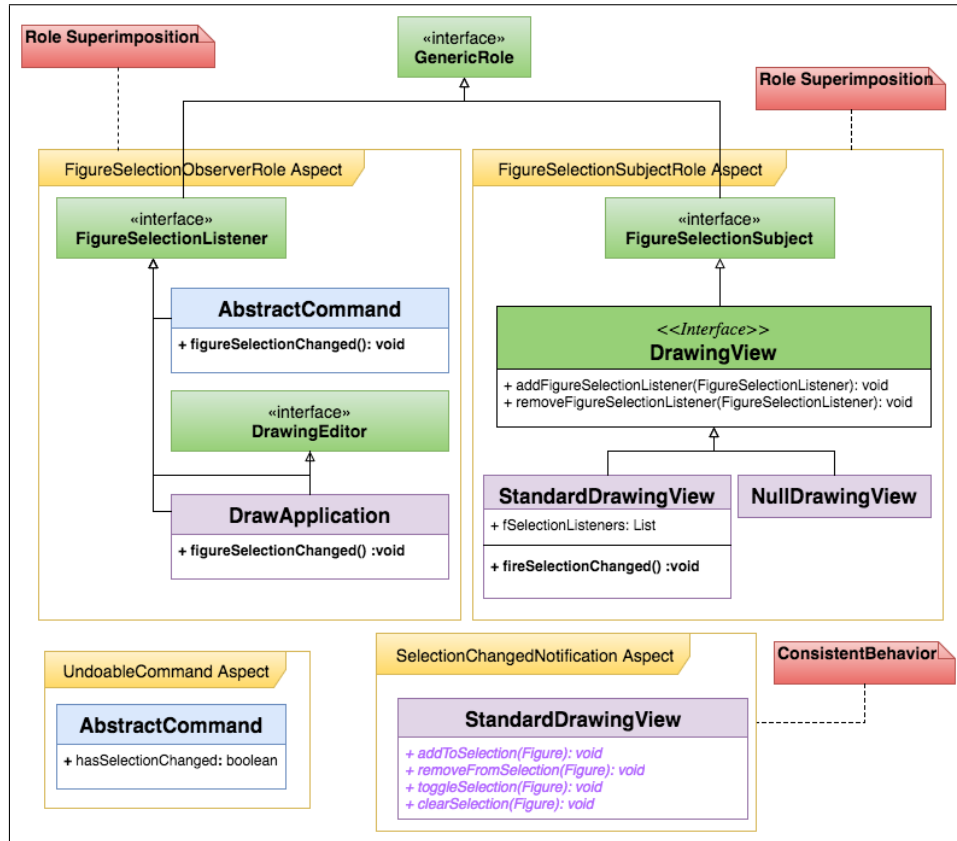 Role Superimposition
«interface»
GenericRole
Role Superimposition
FigureSelectionObserverRole Aspect
«interface»
FigureSelectionListener
AbstractCommand
+ figureSelectionChanged(): void
«interface»
DrawingEditor
DrawApplication
+ figureSelectionChanged() :void
FigureSelectionSubjectRole Aspect
«interface»
FigureSelectionSubject
<<Interface>>
DrawingView
+ addFigureSelectionListener(FigureSelectionListener): void
+ removeFigureSelectionListener(FigureSelectionListener): void
StandardDrawingView
+ fSelectionListeners: List
+ fireSelectionChanged() :void
NullDrawingView
UndoableCommand Aspect
AbstractCommand
+ hasSelectionChanged: boolean
SelectionChangedNotification Aspect
StandardDrawingView
+ addToSelection(Figure): void
+ removeFromSelection(Figure): void
+ toggleSelection(Figure): void
+ clearSelection(Figure): void
ConsistentBehavior